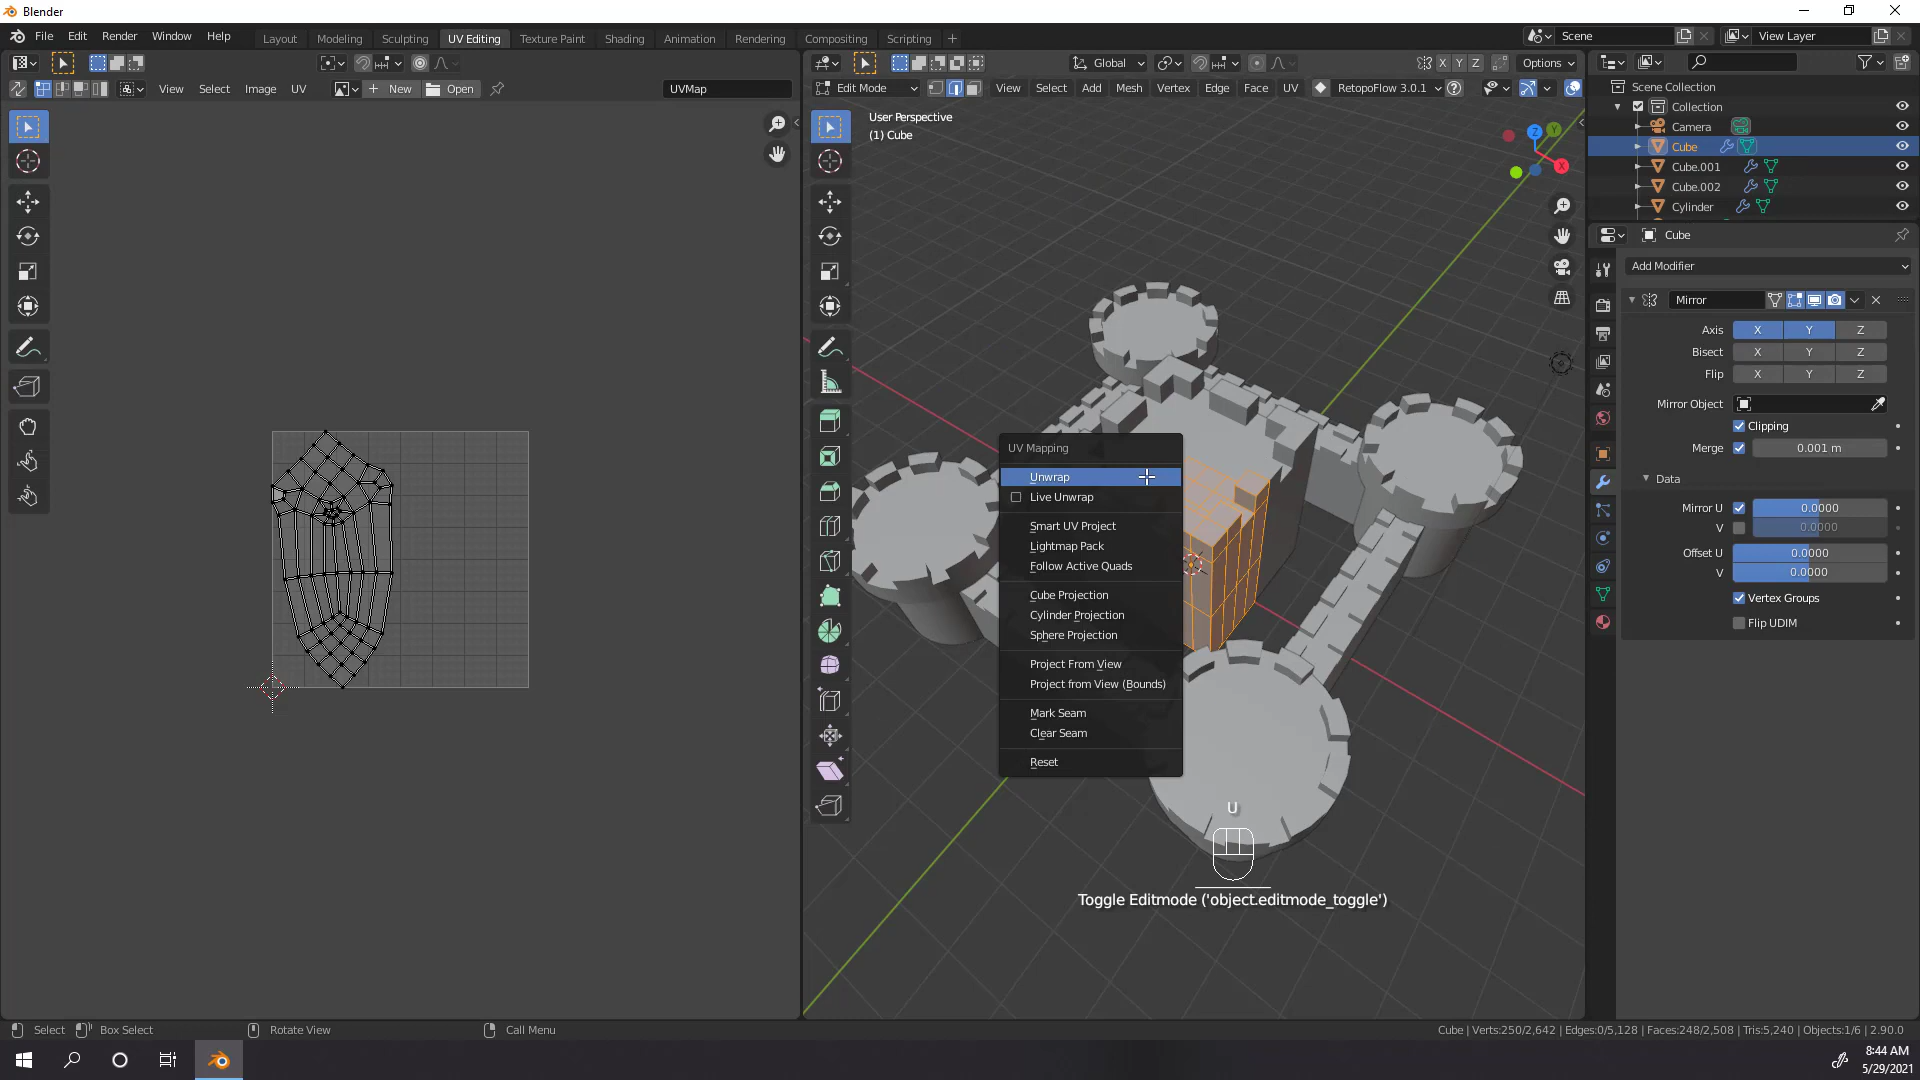 Blender
File Edit Render Window Help
Layout Modeling Sculpting UV Editing Texture Paint Shading Animation Rendering Compositing Scripting +
Scene
View Layer
Global
X Y Z
Options
View Select Image UV
New
Open
UVMap
Edit Mode
View Select Add Mesh Vertex Edge Face UV
RetopoFlow 3.0.1
User Perspective
(1) Cube
Z
Y
X
Scene Collection
Collection
Camera
Cube
Cube.001
Cube.002
Cylinder
Cube
Add Modifier
Mirror
Axis X Y Z
Bisect X Y Z
Flip X Y Z
Mirror Object
Clipping
Merge 0.001 m
Data
Mirror U 0.0000
V 0.0000
Offset U 0.0000
V 0.0000
Vertex Groups
Flip UDIM
UV Mapping
Unwrap
Live Unwrap
Smart UV Project
Lightmap Pack
Follow Active Quads
Cube Projection
Cylinder Projection
Sphere Projection
Project From View
Project from View (Bounds)
Mark Seam
Clear Seam
Reset
U
Toggle Editmode ('object.editmode_toggle')
Select
Box Select
Rotate View
Call Menu
Cube | Verts:250/2,642 | Edges:0/5,128 | Faces:248/2,508 | Tris:5,240 | Objects:1/6 | 2.90.0
8:44 AM
5/29/2021